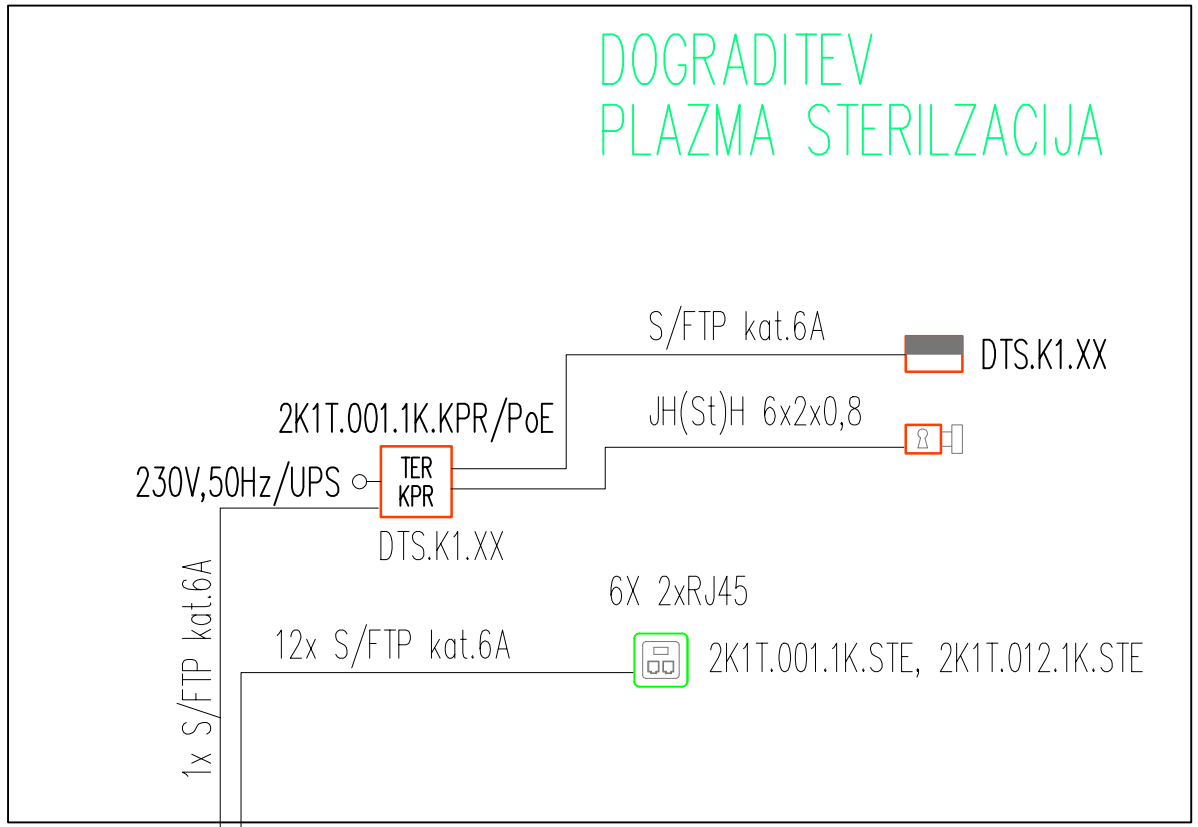 DOGRADITEV
PLAZMA STERILZACIJA
S/FTP kat.6A
DTS.K1.XX
JH(St)H 6x2x0,8
2K1T.001.1K.KPR/PoE
230V,50Hz/UPS
TER
KPR
DTS.K1.XX
1x S/FTP kat.6A
6X 2xRJ45
12x S/FTP kat.6A
2K1T.001.1K.STE, 2K1T.012.1K.STE